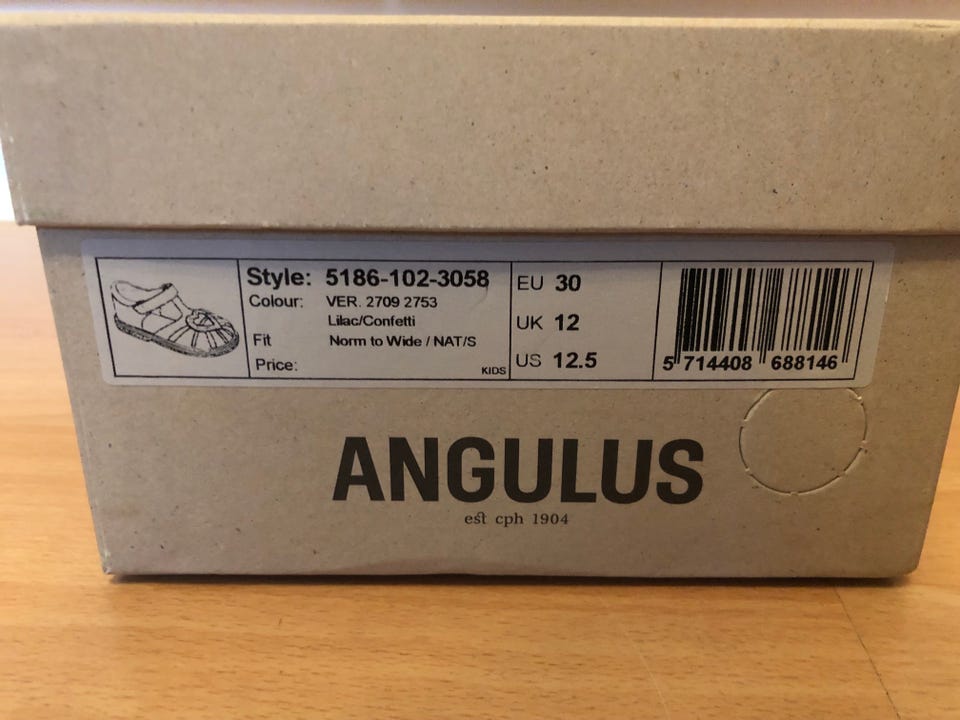 Style: 5186-102-3058
Colour: VER. 2709 2753
Lilac/Confetti
Fit Norm to Wide / NAT/S
Price:
KIDS
EU 30
UK 12
US 12.5
5 714408 688146
ANGULUS
est cph 1904